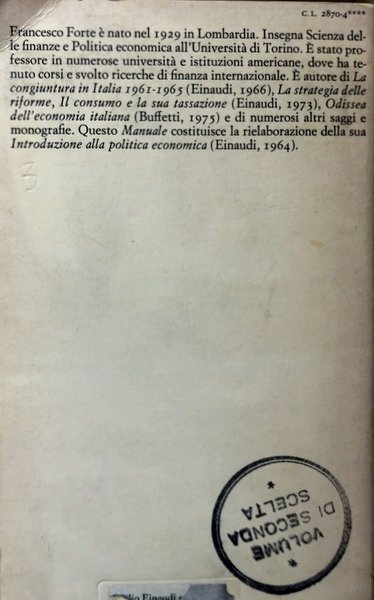 C. L. 2870-4****
Francesco Forte è nato nel 1929 in Lombardia. Insegna Scienza del-
le finanze e Politica economica all'Università di Torino. È stato pro-
fessore in numerose università e istituzioni americane, dove ha te-
nuto corsi e svolto ricerche di finanza internazionale. È autore di La
congiuntura in Italia 1961-1965 (Einaudi, 1966), La strategia delle
riforme, Il consumo e la sua tassazione (Einaudi, 1973), Odissea
dell'economia italiana (Buffetti, 1975) e di numerosi altri saggi e
monografie. Questo Manuale costituisce la rielaborazione della sua
Introduzione alla politica economica (Einaudi, 1964).
3
* VOLUME
DI SECONDA
SCELTA *
Einaudi